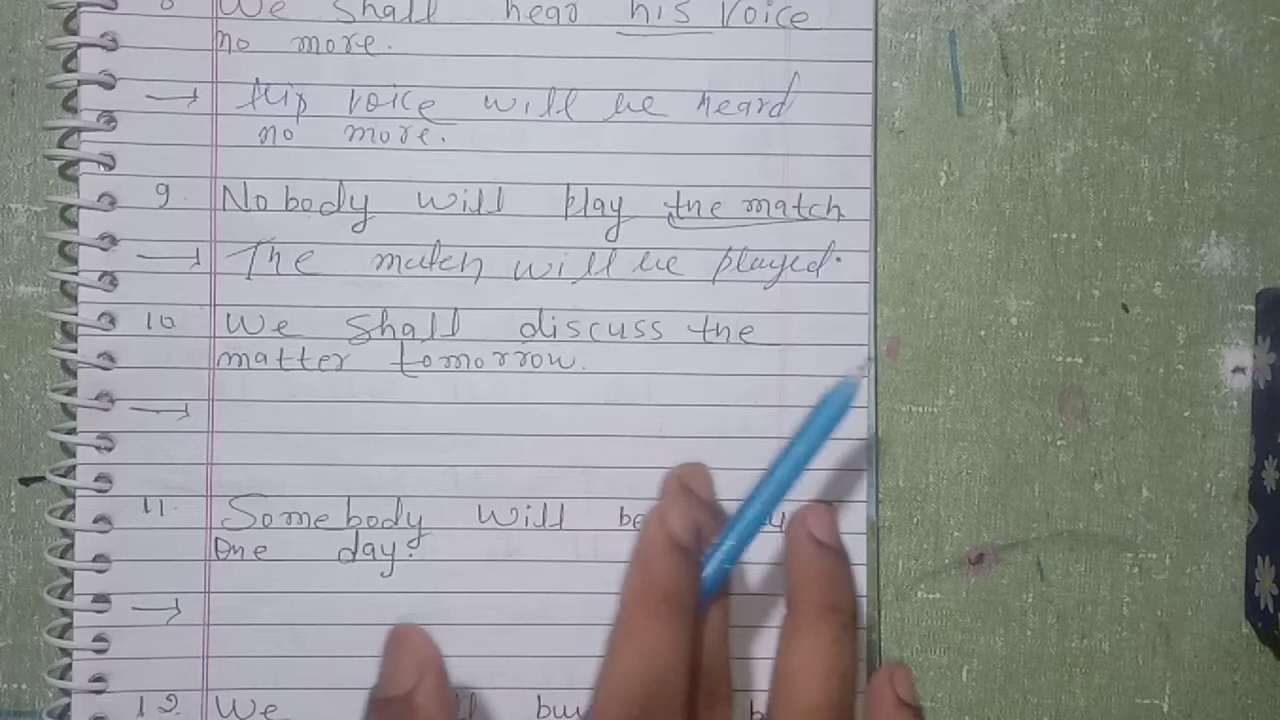 We shall hear his voice
no more.
→ His voice will be heard
no more.
9. Nobody will play the match
→ The match will be played.
10 We shall discuss the
matter tomorrow.
→
11. Somebody will
One day.
→
12. We